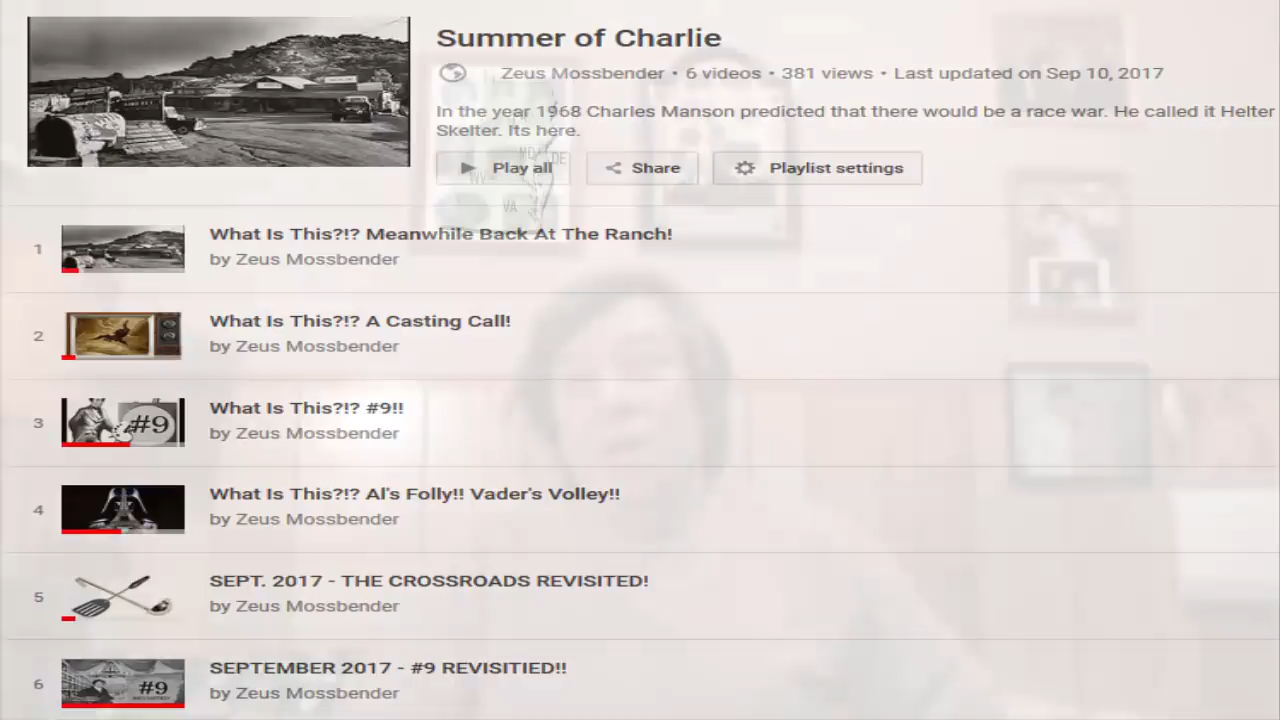 Summer of Charlie
Zeus Mossbender • 6 videos • 381 views • Last updated on Sep 10, 2017
In the year 1968 Charles Manson predicted that there would be a race war. He called it Helter
Skelter. Its here.
Play all
Share
Playlist settings
MD
DE
WV
VA
1
What Is This?!? Meanwhile Back At The Ranch!
by Zeus Mossbender
2
What Is This?!? A Casting Call!
by Zeus Mossbender
3
#9
What Is This?!? #9!!
by Zeus Mossbender
4
What Is This?!? Al's Folly!! Vader's Volley!!
by Zeus Mossbender
5
SEPT. 2017 - THE CROSSROADS REVISITED!
by Zeus Mossbender
6
#9
SEPTEMBER 2017 - #9 REVISITIED!!
by Zeus Mossbender